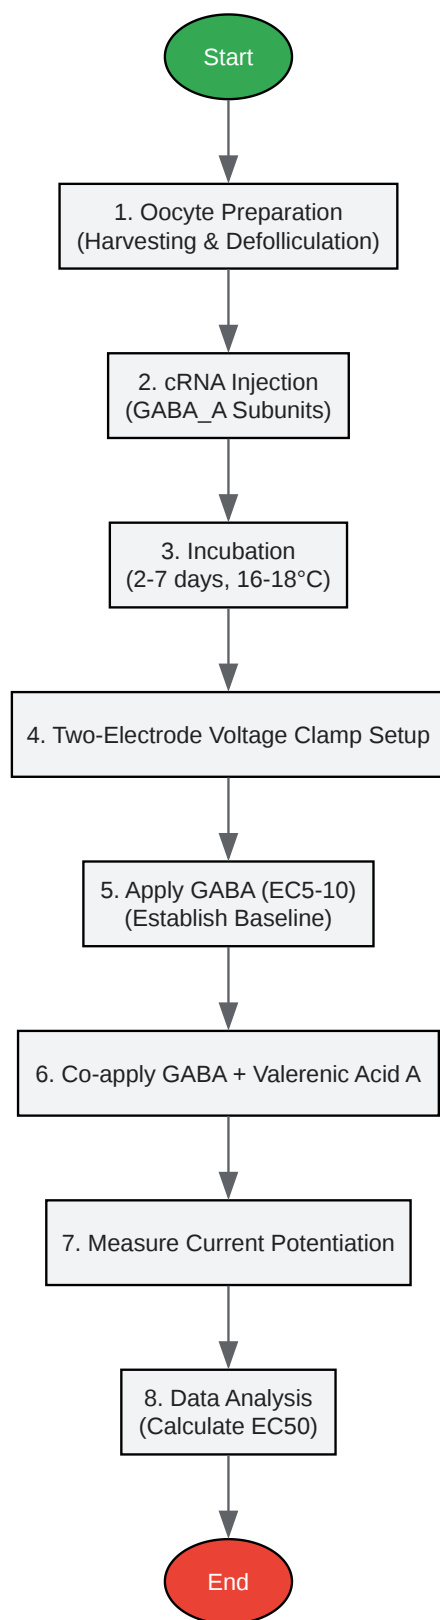 Start
1. Oocyte Preparation
(Harvesting & Defolliculation)
2. cRNA Injection
(GABA_A Subunits)
3. Incubation
(2-7 days, 16-18°C)
4. Two-Electrode Voltage Clamp Setup
5. Apply GABA (EC5-10)
(Establish Baseline)
6. Co-apply GABA + Valerenic Acid A
7. Measure Current Potentiation
8. Data Analysis
(Calculate EC50)
End